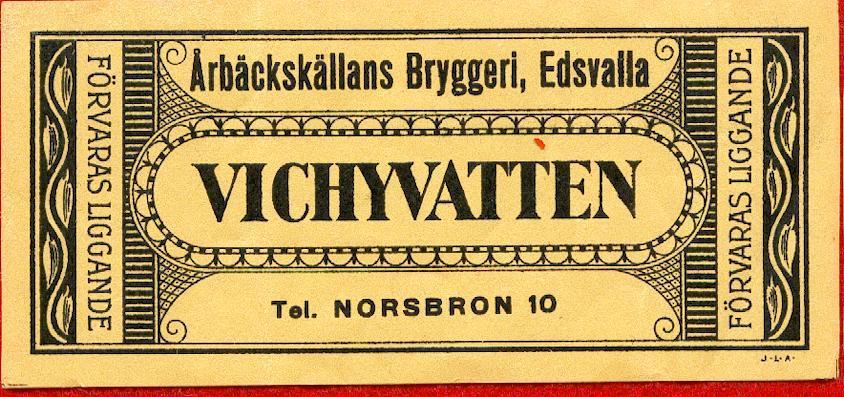 Årbäckskällans Bryggeri, Edsvalla
FÖRVARAS LIGGANDE
VICHYVATTEN
FÖRVARAS LIGGANDE
Tel. NORSBRON 10
J·L·A·